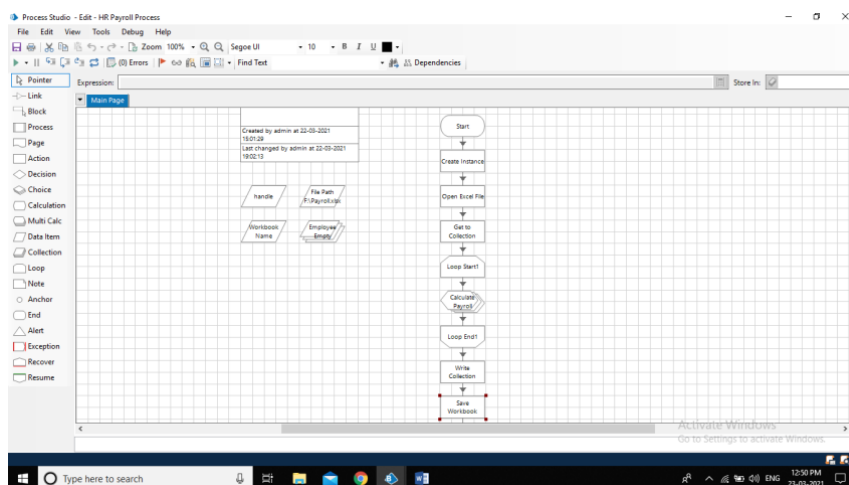 Process Studio - Edit - HR Payroll Process
File Edit View Tools Debug Help
Zoom 100% Segoe UI 10 B I U
(0) Errors Find Text Dependencies
Pointer
Expression:
Store In:
Link
Main Page
Block
Process
Page
Action
Decision
Choice
Calculation
Multi Calc
Data Item
Collection
Loop
Note
Anchor
End
Alert
Exception
Recover
Resume
Created by admin at 22-03-2021
Last changed by admin at 22-03-2021
19:02:13
handle
File Path
F:\Payroll.xlsx
Workbook
Name
Employee
Empty
Start
Create Instance
Open Excel File
Get to
Collection
Loop Start1
Calculate
Payroll
Loop End1
Write
Collection
Save
Workbook
Activate Windows
Go to Settings to activate Windows.
Type here to search
ENG
12:50 PM
23-03-2021